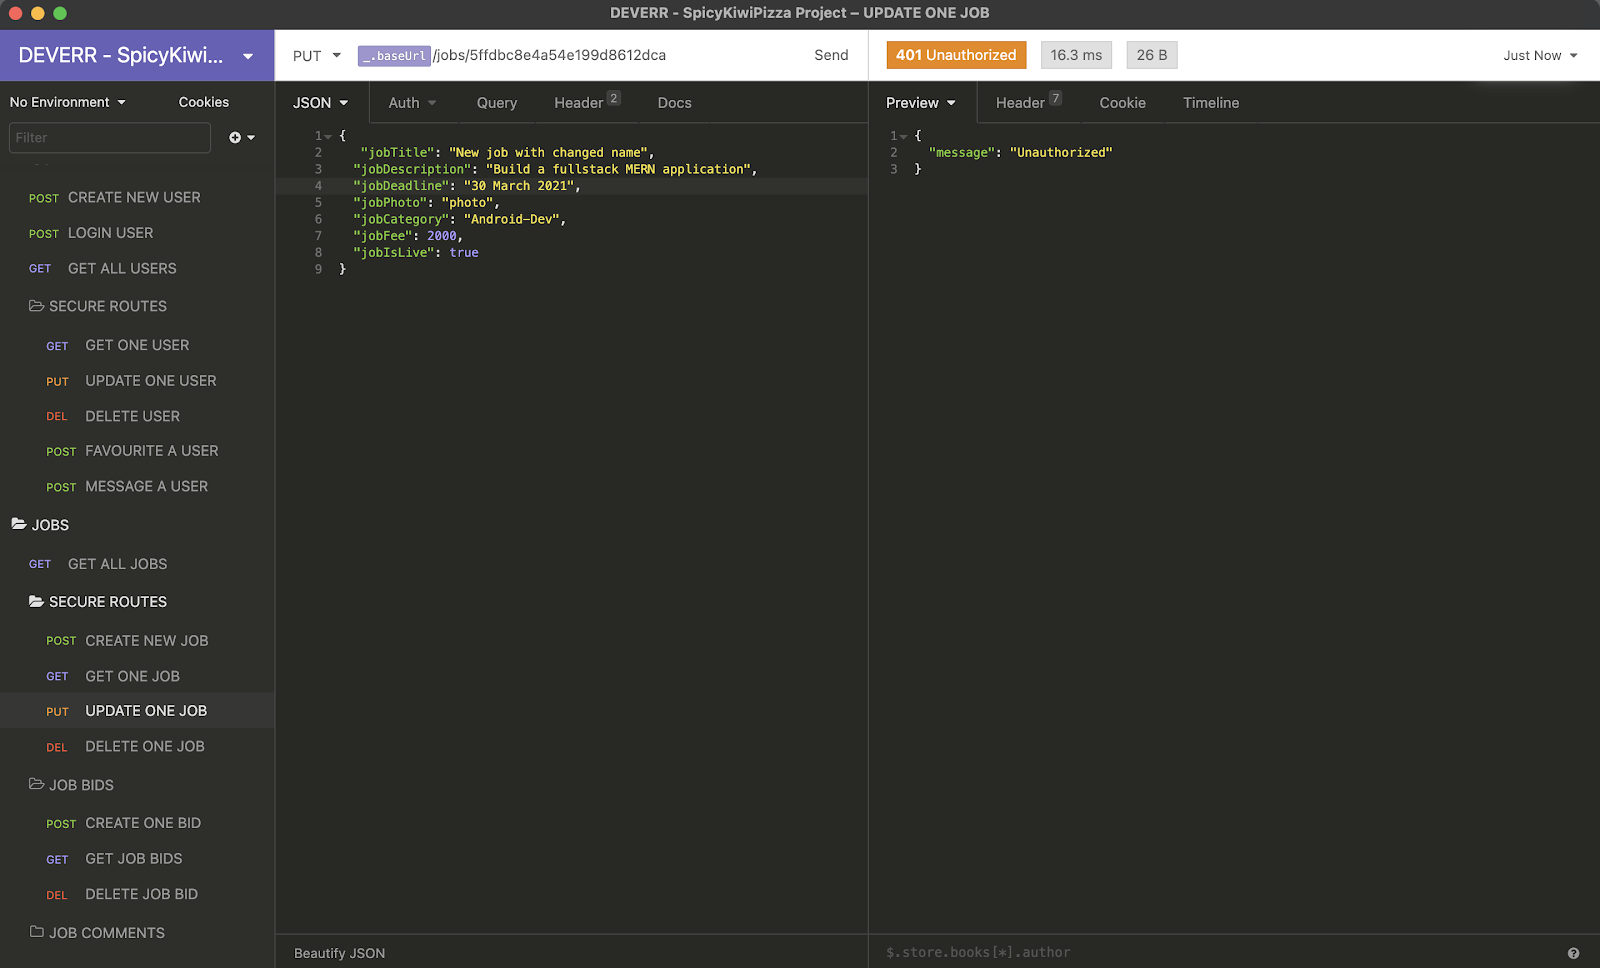 DEVERR - SpicyKiwiPizza Project – UPDATE ONE JOB
DEVERR - SpicyKiwi...
PUT _.baseUrl /jobs/5ffdbc8e4a54e199d8612dca Send
401 Unauthorized 16.3 ms 26 B Just Now
No Environment Cookies
Filter
POST CREATE NEW USER
POST LOGIN USER
GET GET ALL USERS
SECURE ROUTES
GET GET ONE USER
PUT UPDATE ONE USER
DEL DELETE USER
POST FAVOURITE A USER
POST MESSAGE A USER
JOBS
GET GET ALL JOBS
SECURE ROUTES
POST CREATE NEW JOB
GET GET ONE JOB
PUT UPDATE ONE JOB
DEL DELETE ONE JOB
JOB BIDS
POST CREATE ONE BID
GET GET JOB BIDS
DEL DELETE JOB BID
JOB COMMENTS
JSON Auth Query Header 2 Docs
1 {
2 "jobTitle": "New job with changed name",
3 "jobDescription": "Build a fullstack MERN application",
4 "jobDeadline": "30 March 2021",
5 "jobPhoto": "photo",
6 "jobCategory": "Android-Dev",
7 "jobFee": 2000,
8 "jobIsLive": true
9 }
Beautify JSON
Preview Header 7 Cookie Timeline
1 {
2 "message": "Unauthorized"
3 }
$.store.books[*].author